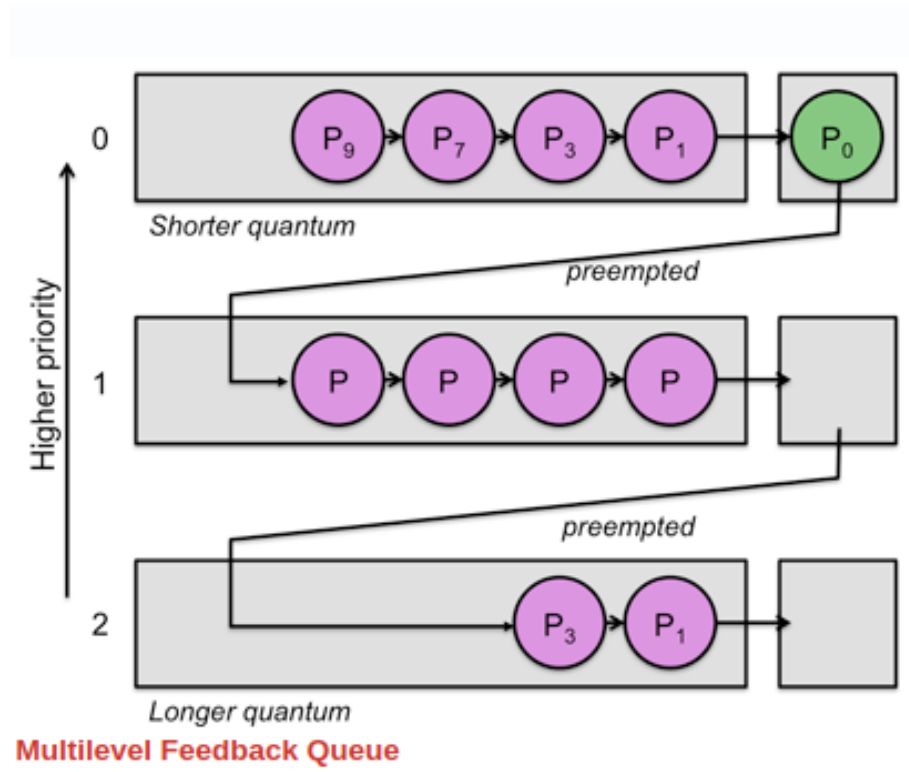 0
P9 P7 P3 P1 P0
Shorter quantum
preempted
Higher priority
1
P P P P
preempted
2
P3 P1
Longer quantum
Multilevel Feedback Queue